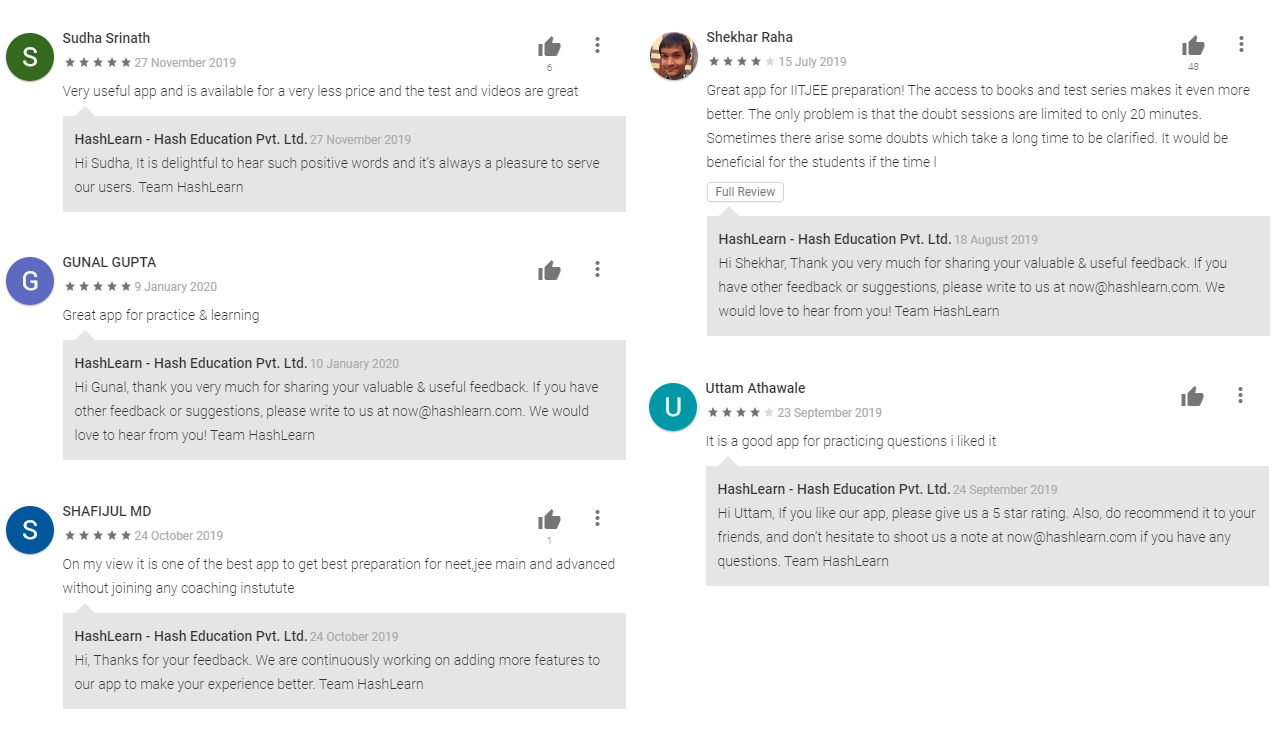 S
Sudha Srinath
27 November 2019
6
Very useful app and is available for a very less price and the test and videos are great
HashLearn - Hash Education Pvt. Ltd. 27 November 2019
Hi Sudha, It is delightful to hear such positive words and it's always a pleasure to serve
our users. Team HashLearn
G
GUNAL GUPTA
9 January 2020
Great app for practice & learning
HashLearn - Hash Education Pvt. Ltd. 10 January 2020
Hi Gunal, thank you very much for sharing your valuable & useful feedback. If you have
other feedback or suggestions, please write to us at now@hashlearn.com. We would
love to hear from you! Team HashLearn
S
SHAFIJUL MD
24 October 2019
1
On my view it is one of the best app to get best preparation for neet,jee main and advanced
without joining any coaching instutute
HashLearn - Hash Education Pvt. Ltd. 24 October 2019
Hi, Thanks for your feedback. We are continuously working on adding more features to
our app to make your experience better. Team HashLearn
Shekhar Raha
15 July 2019
48
Great app for IITJEE preparation! The access to books and test series makes it even more
better. The only problem is that the doubt sessions are limited to only 20 minutes.
Sometimes there arise some doubts which take a long time to be clarified. It would be
beneficial for the students if the time l
Full Review
HashLearn - Hash Education Pvt. Ltd. 18 August 2019
Hi Shekhar, Thank you very much for sharing your valuable & useful feedback. If you
have other feedback or suggestions, please write to us at now@hashlearn.com. We
would love to hear from you! Team HashLearn
U
Uttam Athawale
23 September 2019
It is a good app for practicing questions i liked it
HashLearn - Hash Education Pvt. Ltd. 24 September 2019
Hi Uttam, If you like our app, please give us a 5 star rating. Also, do recommend it to your
friends, and don't hesitate to shoot us a note at now@hashlearn.com if you have any
questions. Team HashLearn